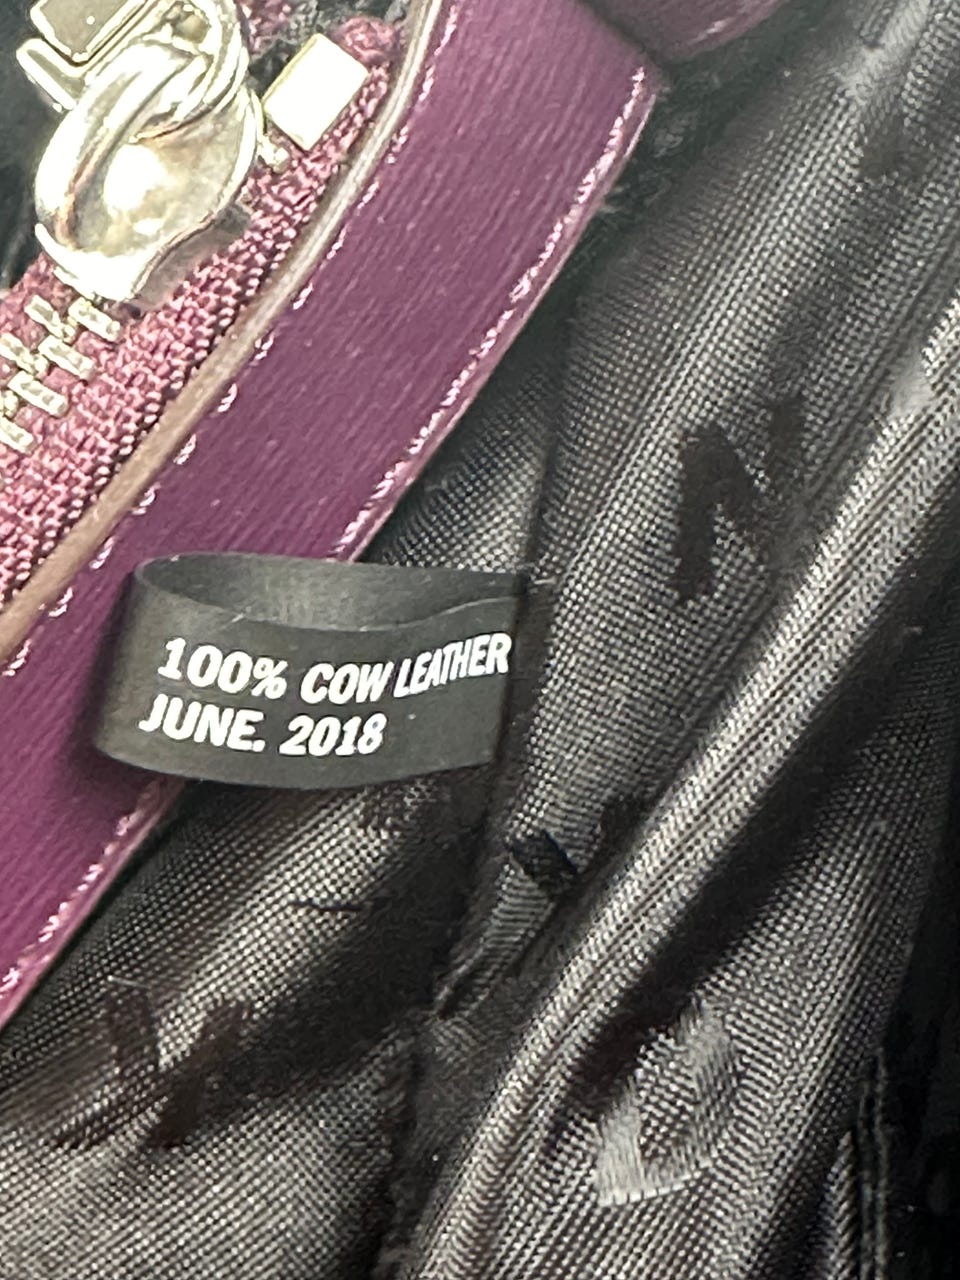 100% COW LEATHER
JUNE. 2018